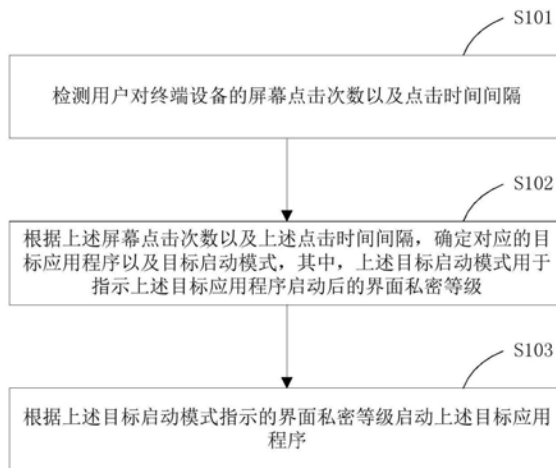 S101
检测用户对终端设备的屏幕点击次数以及点击时间间隔
S102
根据上述屏幕点击次数以及上述点击时间间隔，确定对应的目
标应用程序以及目标启动模式，其中，上述目标启动模式用于
指示上述目标应用程序启动后的界面私密等级
S103
根据上述目标启动模式指示的界面私密等级启动上述目标应用
程序